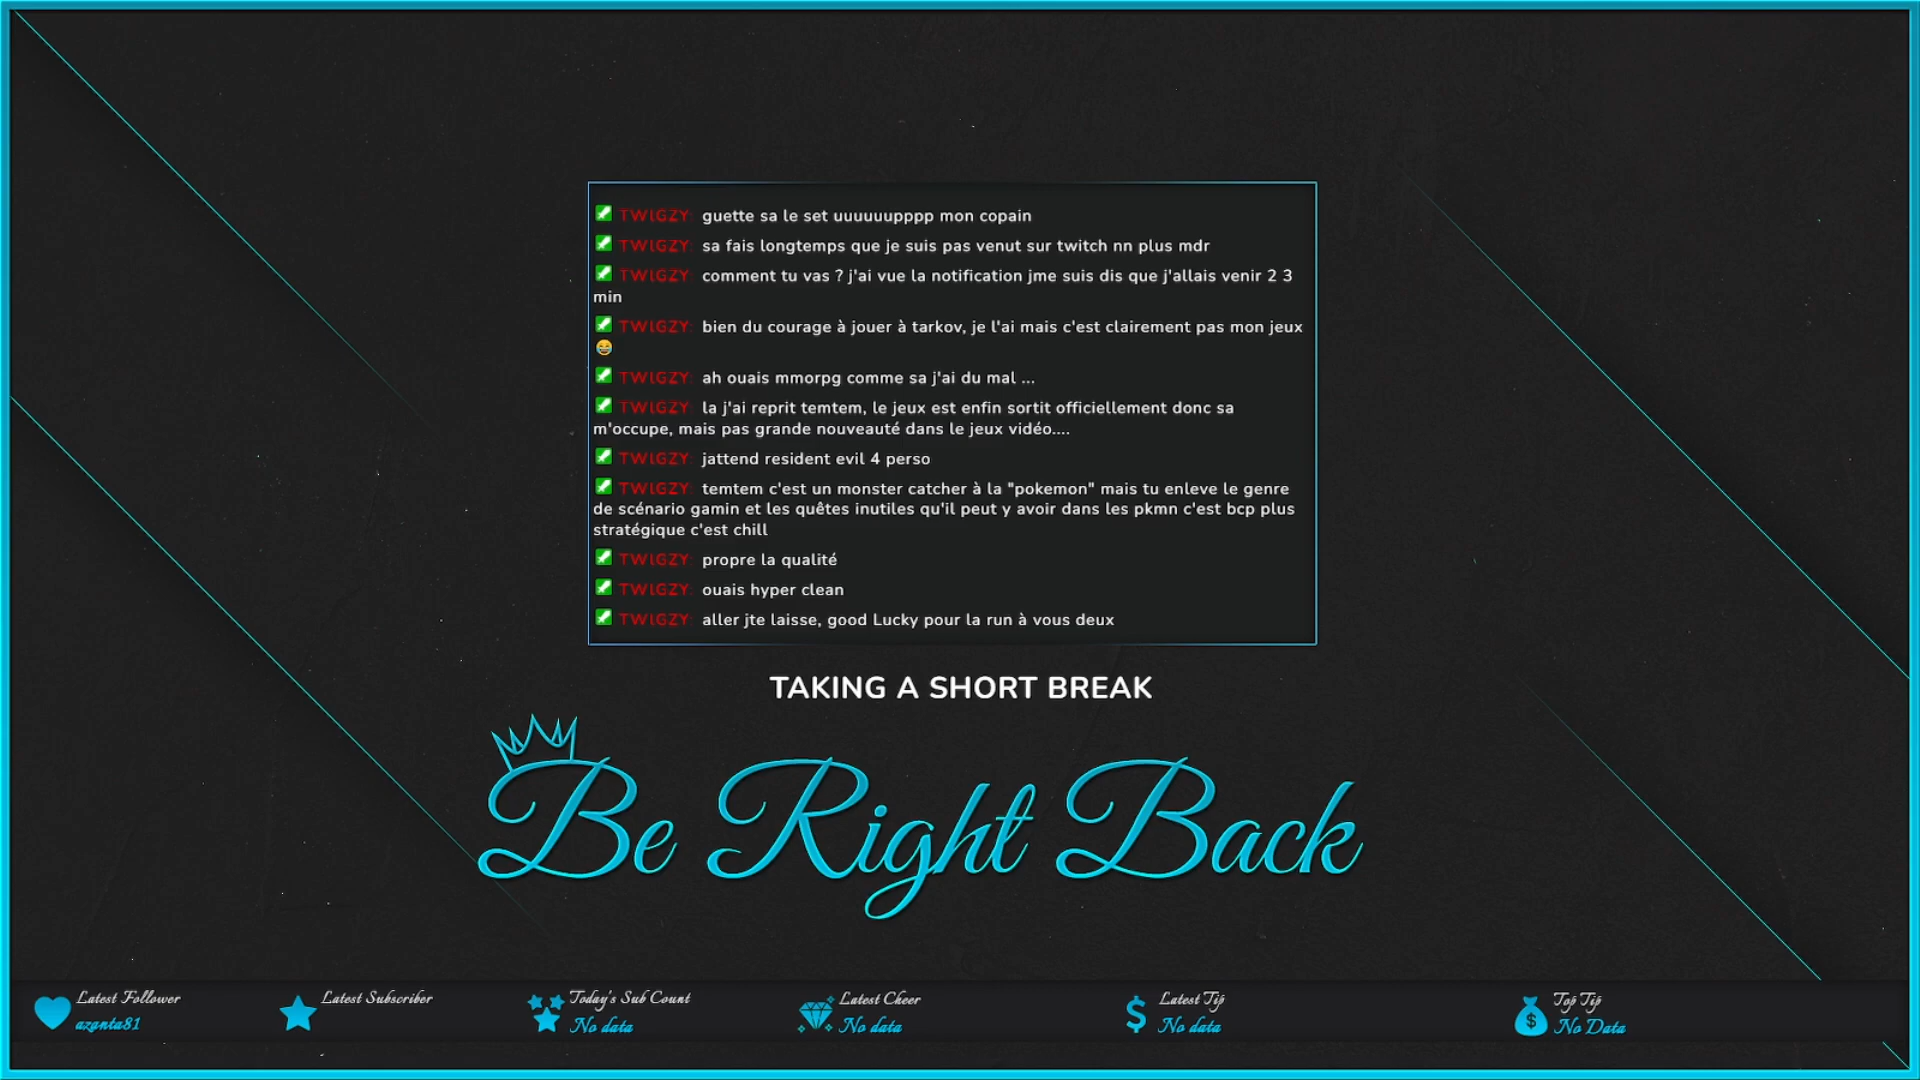 TWIGZY: guette sa le set uuuuuupppp mon copain
TWIGZY: sa fais longtemps que je suis pas venut sur twitch nn plus mdr
TWIGZY: comment tu vas ? j'ai vue la notification jme suis dis que j'allais venir 2 3
min
TWIGZY: bien du courage à jouer à tarkov, je l'ai mais c'est clairement pas mon jeux
😂
TWIGZY: ah ouais mmorpg comme sa j'ai du mal ...
TWIGZY: la j'ai reprit temtem, le jeux est enfin sortit officiellement donc sa
m'occupe, mais pas grande nouveauté dans le jeux vidéo....
TWIGZY: jattend resident evil 4 perso
TWIGZY: temtem c'est un monster catcher à la "pokemon" mais tu enleve le genre
de scénario gamin et les quêtes inutiles qu'il peut y avoir dans les pkmn c'est bcp plus
stratégique c'est chill
TWIGZY: propre la qualité
TWIGZY: ouais hyper clean
TWIGZY: aller jte laisse, good Lucky pour la run à vous deux
TAKING A SHORT BREAK
Be Right Back
Latest Follower
azanta81
Latest Subscriber
Today's Sub Count
No data
Latest Cheer
No data
Latest Tip
No data
Top Tip
No Data